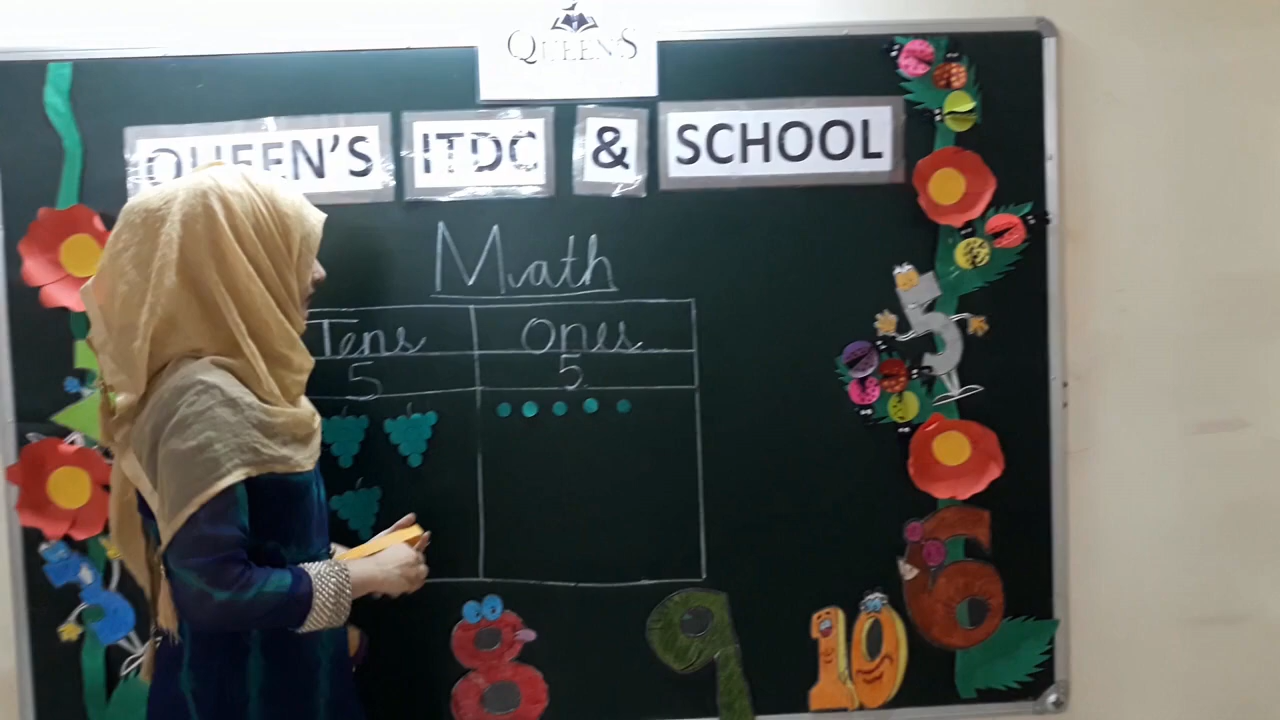 QUEEN'S
QUEEN'S ITDC & SCHOOL
Math
Tens Ones
5 5
5
6
8 9 10